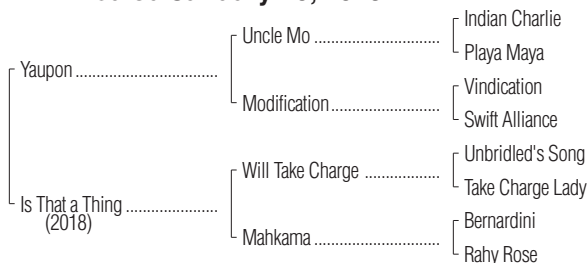 Indian Charlie
Uncle Mo
Playa Maya
Yaupon
Vindication
Modification
Swift Alliance
Unbridled's Song
Will Take Charge
Take Charge Lady
Is That a Thing
(2018)
Bernardini
Mahkama
Rahy Rose